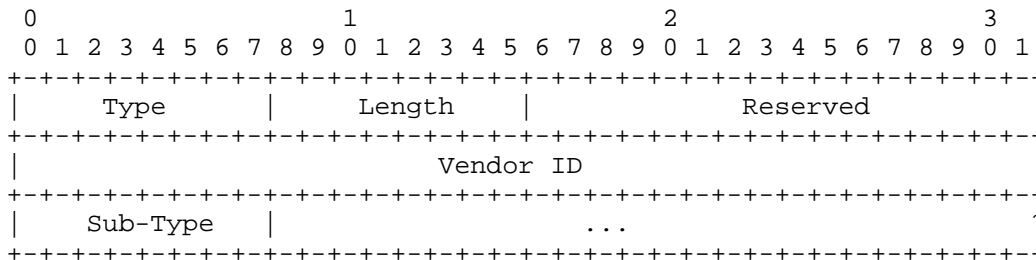 0                   1                   2                   3
 0 1 2 3 4 5 6 7 8 9 0 1 2 3 4 5 6 7 8 9 0 1 2 3 4 5 6 7 8 9 0 1
+-+-+-+-+-+-+-+-+-+-+-+-+-+-+-+-+-+-+-+-+-+-+-+-+-+-+-+-+-+-+-+-
|     Type      |    Length     |            Reserved
+-+-+-+-+-+-+-+-+-+-+-+-+-+-+-+-+-+-+-+-+-+-+-+-+-+-+-+-+-+-+-+-
|                         Vendor ID
+-+-+-+-+-+-+-+-+-+-+-+-+-+-+-+-+-+-+-+-+-+-+-+-+-+-+-+-+-+-+-+-
|   Sub-Type    |                  ...
+-+-+-+-+-+-+-+-+-+-+-+-+-+-+-+-+-+-+-+-+-+-+-+-+-+-+-+-+-+-+-+-